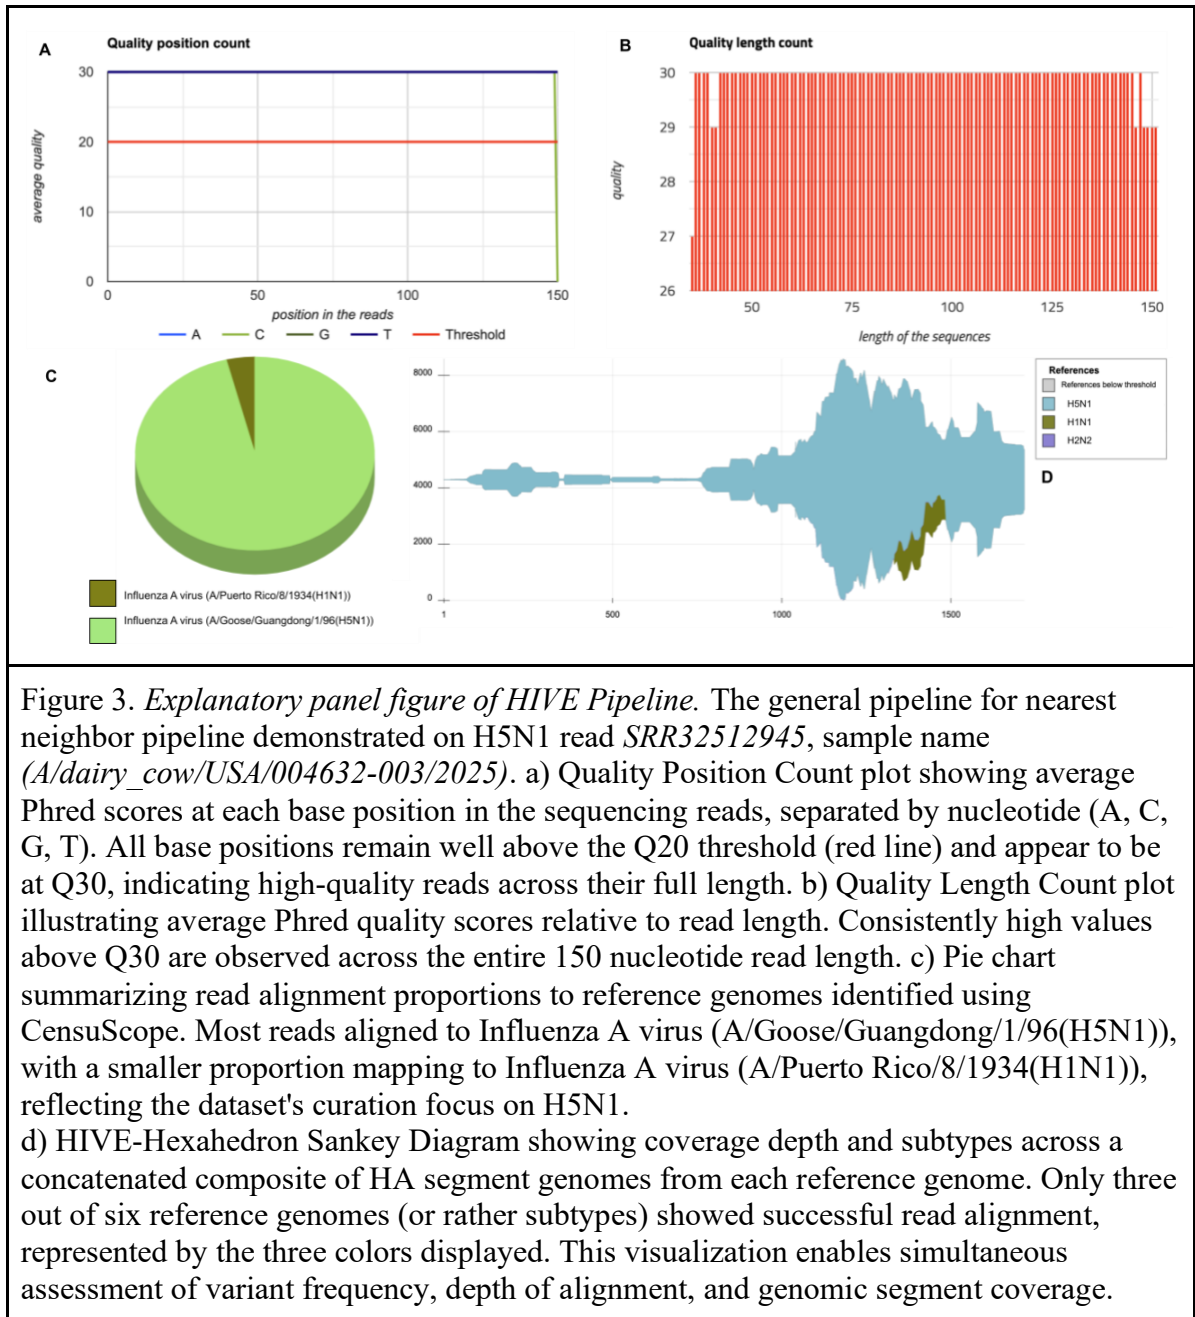 A
Quality position count
30
20
10
0
average quality
0
50
100
150
position in the reads
A
C
G
T
Threshold
B
Quality length count
30
29
28
27
26
quality
50
75
100
125
150
length of the sequences
C
Influenza A virus (A/Puerto Rico/8/1934(H1N1))
Influenza A virus (A/Goose/Guangdong/1/96(H5N1))
8000
6000
4000
2000
0
1
500
1000
1500
References
References below threshold
H5N1
H1N1
H2N2
D
Figure 3. Explanatory panel figure of HIVE Pipeline. The general pipeline for nearest
neighbor pipeline demonstrated on H5N1 read SRR32512945, sample name
(A/dairy_cow/USA/004632-003/2025). a) Quality Position Count plot showing average
Phred scores at each base position in the sequencing reads, separated by nucleotide (A, C,
G, T). All base positions remain well above the Q20 threshold (red line) and appear to be
at Q30, indicating high-quality reads across their full length. b) Quality Length Count plot
illustrating average Phred quality scores relative to read length. Consistently high values
above Q30 are observed across the entire 150 nucleotide read length. c) Pie chart
summarizing read alignment proportions to reference genomes identified using
CensuScope. Most reads aligned to Influenza A virus (A/Goose/Guangdong/1/96(H5N1)),
with a smaller proportion mapping to Influenza A virus (A/Puerto Rico/8/1934(H1N1)),
reflecting the dataset's curation focus on H5N1.
d) HIVE-Hexahedron Sankey Diagram showing coverage depth and subtypes across a
concatenated composite of HA segment genomes from each reference genome. Only three
out of six reference genomes (or rather subtypes) showed successful read alignment,
represented by the three colors displayed. This visualization enables simultaneous
assessment of variant frequency, depth of alignment, and genomic segment coverage.